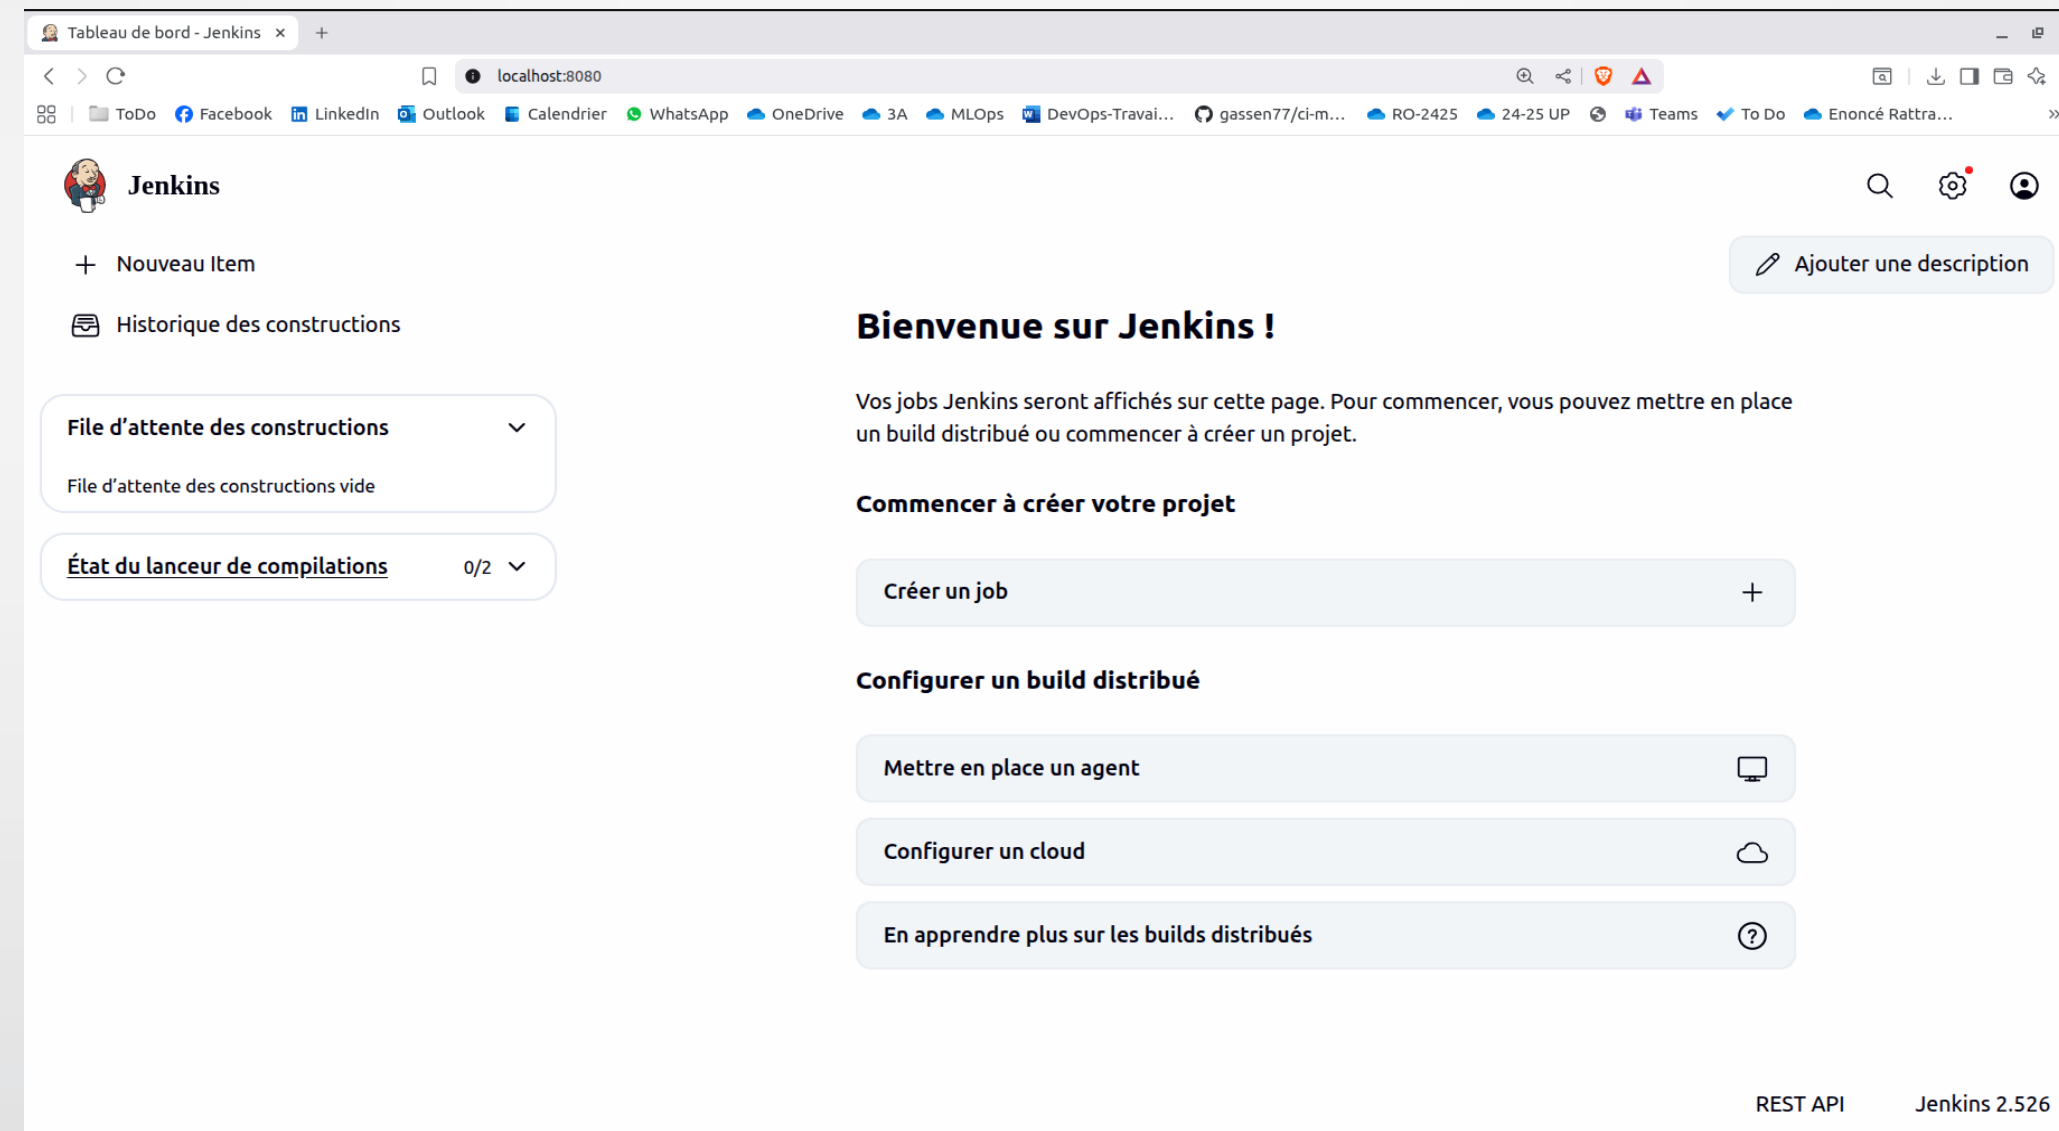 Tableau de bord - Jenkins
localhost:8080
ToDo Facebook LinkedIn Outlook Calendrier WhatsApp OneDrive 3A MLOps DevOps-Travai... gassen77/ci-m... RO-2425 24-25 UP Teams To Do Enoncé Rattra...
Jenkins
Nouveau Item
Ajouter une description
Historique des constructions
File d’attente des constructions
File d’attente des constructions vide
État du lanceur de compilations 0/2
Bienvenue sur Jenkins !
Vos jobs Jenkins seront affichés sur cette page. Pour commencer, vous pouvez mettre en place
un build distribué ou commencer à créer un projet.
Commencer à créer votre projet
Créer un job
Configurer un build distribué
Mettre en place un agent
Configurer un cloud
En apprendre plus sur les builds distribués
REST API Jenkins 2.526